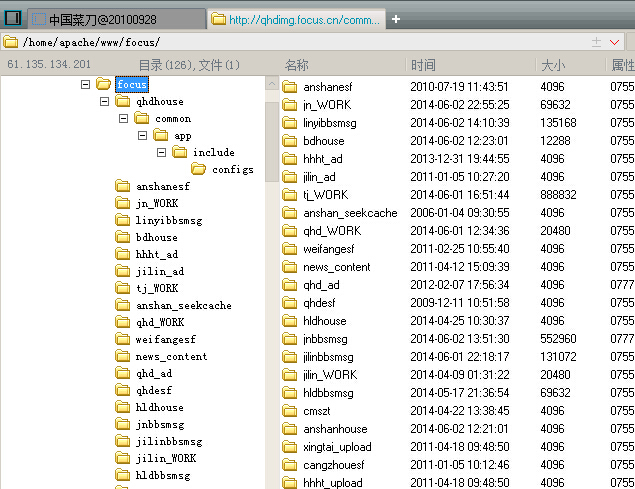 中国菜刀@20100928 http://qhdimg.focus.cn/comm... +
/home/apache/www/focus/
61.135.134.201 目录(126),文件(1) 名称 时间 大小 属性
focus
qhdhouse
common
app
include
configs
anshanesf
jn_WORK
linyibbsmsg
bdhouse
hhht_ad
jilin_ad
tj_WORK
anshan_seekcache
qhd_WORK
weifangesf
news_content
qhd_ad
qhdesf
hldhouse
jnbbsmsg
jilinbbsmsg
jilin_WORK
hldbbsmsg
anshanesf 2010-07-19 11:43:51 4096 0755
jn_WORK 2014-06-02 22:55:25 69632 0755
linyibbsmsg 2014-06-02 14:10:39 135168 0755
bdhouse 2014-06-02 12:23:01 12288 0755
hhht_ad 2013-12-31 19:44:55 4096 0755
jilin_ad 2011-01-05 10:27:20 4096 0755
tj_WORK 2014-06-01 16:51:44 888832 0755
anshan_seekcache 2006-01-04 09:30:55 4096 0755
qhd_WORK 2014-06-01 12:34:36 20480 0755
weifangesf 2011-02-25 10:55:40 4096 0755
news_content 2011-04-12 15:09:39 4096 0755
qhd_ad 2012-02-07 17:56:34 4096 0777
qhdesf 2009-12-11 10:51:58 4096 0755
hldhouse 2014-04-25 10:30:37 4096 0755
jnbbsmsg 2014-06-02 13:51:30 552960 0777
jilinbbsmsg 2014-06-01 22:18:17 131072 0755
jilin_WORK 2014-04-09 01:31:22 20480 0755
hldbbsmsg 2014-05-17 21:36:54 69632 0755
cmszt 2014-04-22 13:38:45 4096 0755
anshanhouse 2014-06-02 12:21:01 4096 0755
xingtai_upload 2011-04-18 09:48:50 4096 0755
cangzhouesf 2011-01-05 10:12:46 4096 0755
hhht_upload 2011-04-18 09:48:50 4096 0755